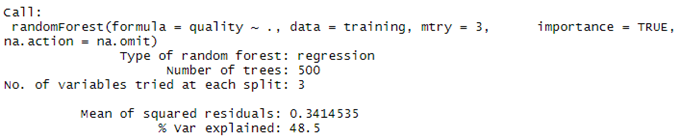 Call:
 randomForest(formula = quality ~ ., data = training, mtry = 3,      importance = TRUE,
na.action = na.omit)
               Type of random forest: regression
                     Number of trees: 500
No. of variables tried at each split: 3

          Mean of squared residuals: 0.3414535
                    % Var explained: 48.5